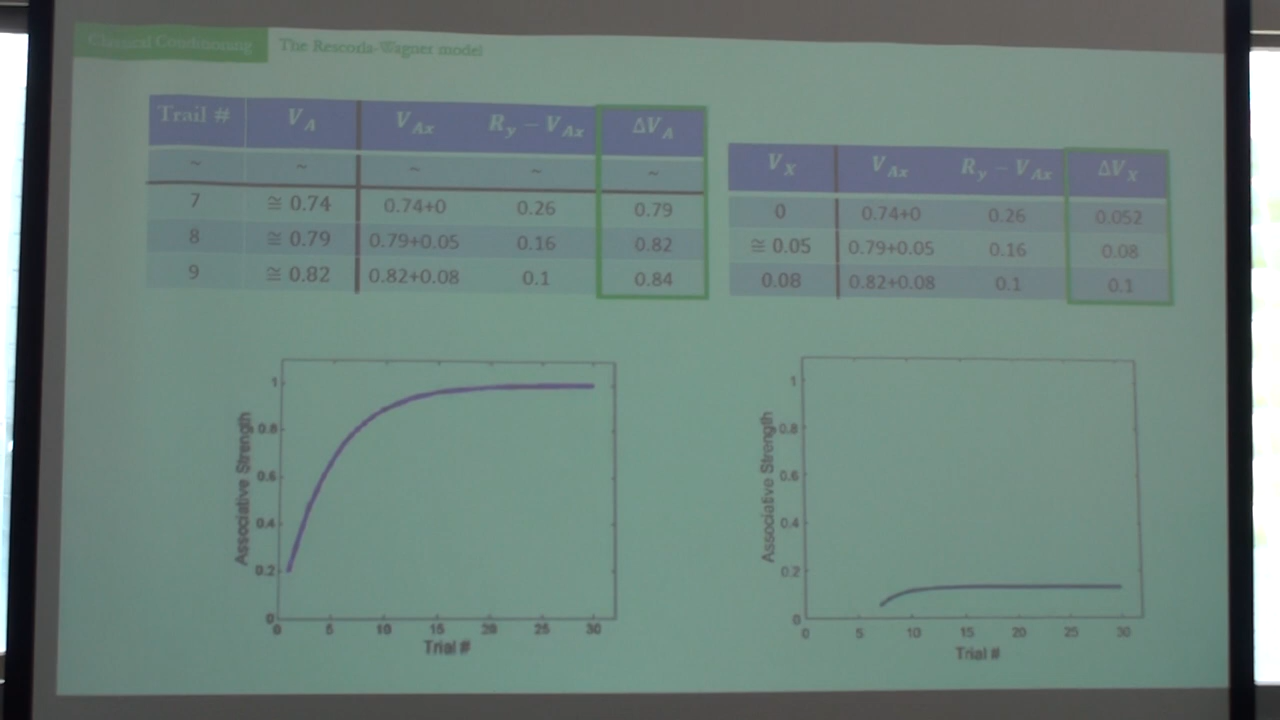 Classical Conditioning The Rescorla-Wagner model
Trail # V_A V_Ax R_y − V_Ax ΔV_A
~ ~ ~ ~ ~
7 ≅ 0.74 0.74+0 0.26 0.79
8 ≅ 0.79 0.79+0.05 0.16 0.82
9 ≅ 0.82 0.82+0.08 0.1 0.84
V_X V_Ax R_y − V_Ax ΔV_X
0 0.74+0 0.26 0.052
≅ 0.05 0.79+0.05 0.16 0.08
0.08 0.82+0.08 0.1 0.1
Associative Strength
1
0.8
0.6
0.4
0.2
0
0 5 10 15 20 25 30
Trial #
Associative Strength
1
0.8
0.6
0.4
0.2
0
0 5 10 15 20 25 30
Trial #